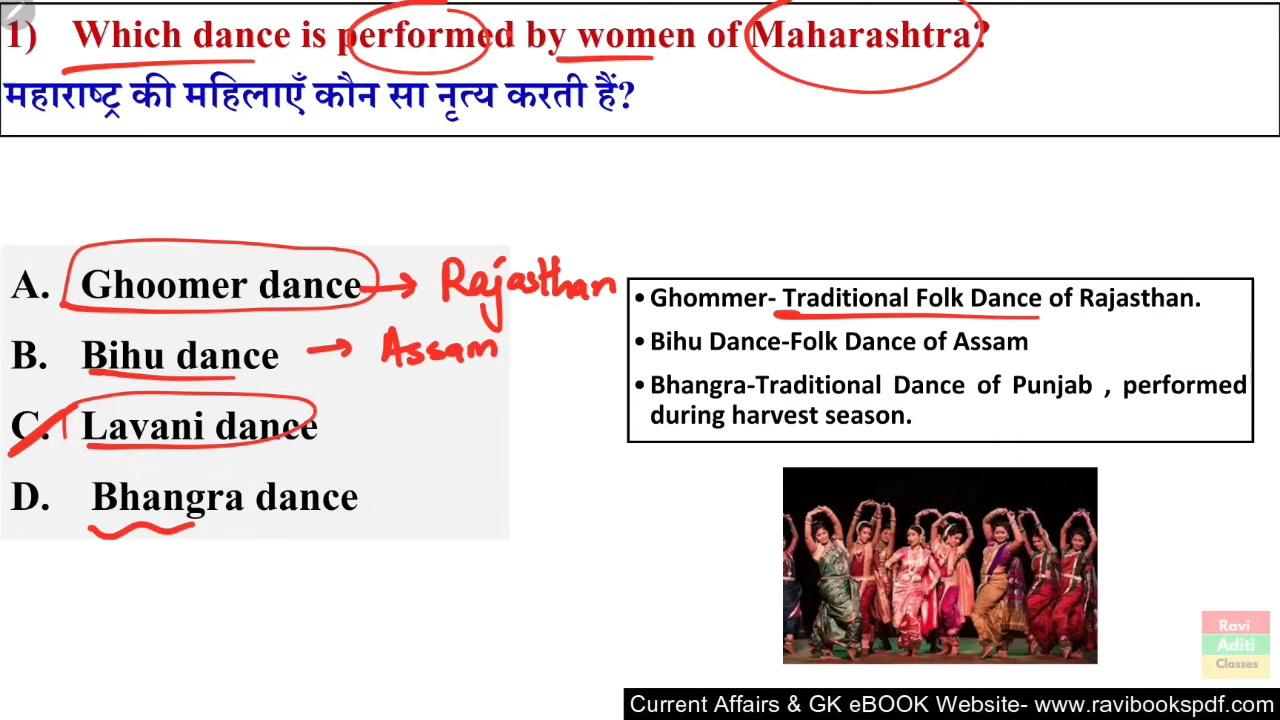 1) Which dance is performed by women of Maharashtra?
महाराष्ट्र की महिलाएँ कौन सा नृत्य करती हैं?
A. Ghoomer dance → Rajasthan
B. Bihu dance → Assam
C. Lavani dance
D. Bhangra dance
• Ghommer- Traditional Folk Dance of Rajasthan.
• Bihu Dance-Folk Dance of Assam
• Bhangra-Traditional Dance of Punjab , performed
during harvest season.
Ravi
Aditi
Classes
Current Affairs & GK eBOOK Website- www.ravibookspdf.com